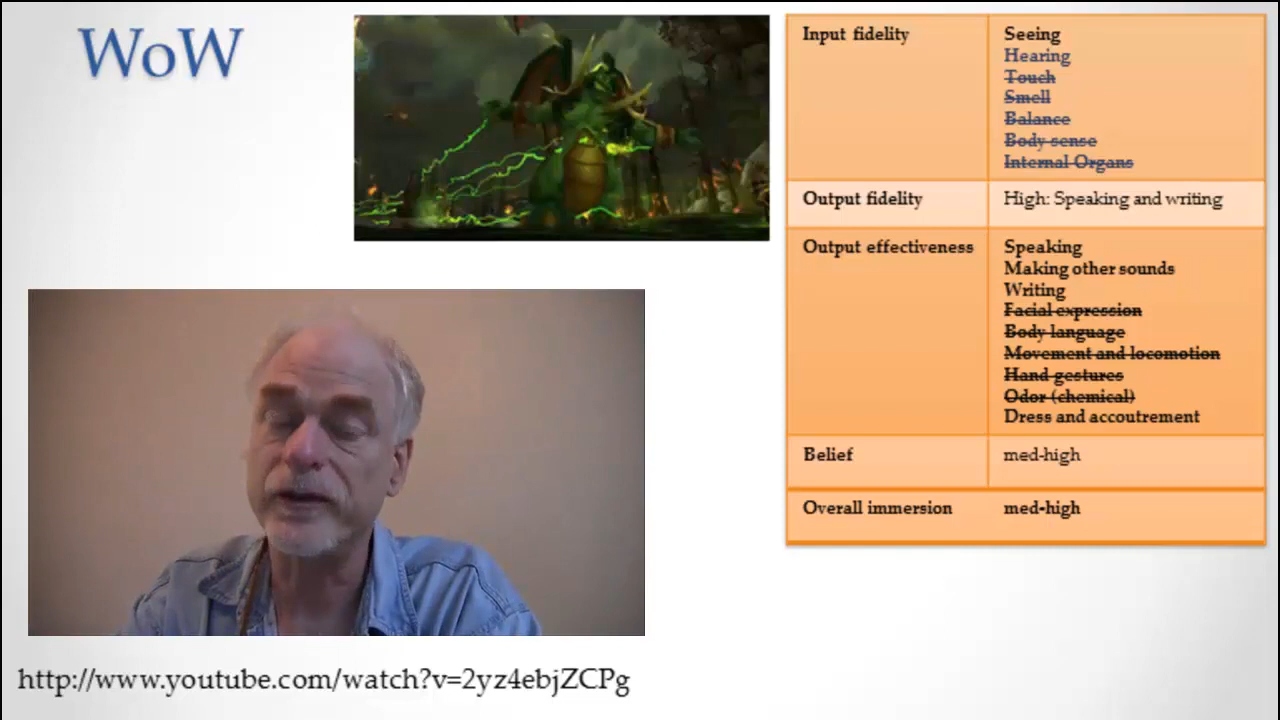 WoW
Input fidelity
Seeing
Hearing
Touch
Smell
Balance
Body sense
Internal Organs
Output fidelity
High: Speaking and writing
Output effectiveness
Speaking
Making other sounds
Writing
Facial expression
Body language
Movement and locomotion
Hand gestures
Odor (chemical)
Dress and accoutrement
Belief
med-high
Overall immersion
med-high
http://www.youtube.com/watch?v=2yz4ebjZCPg